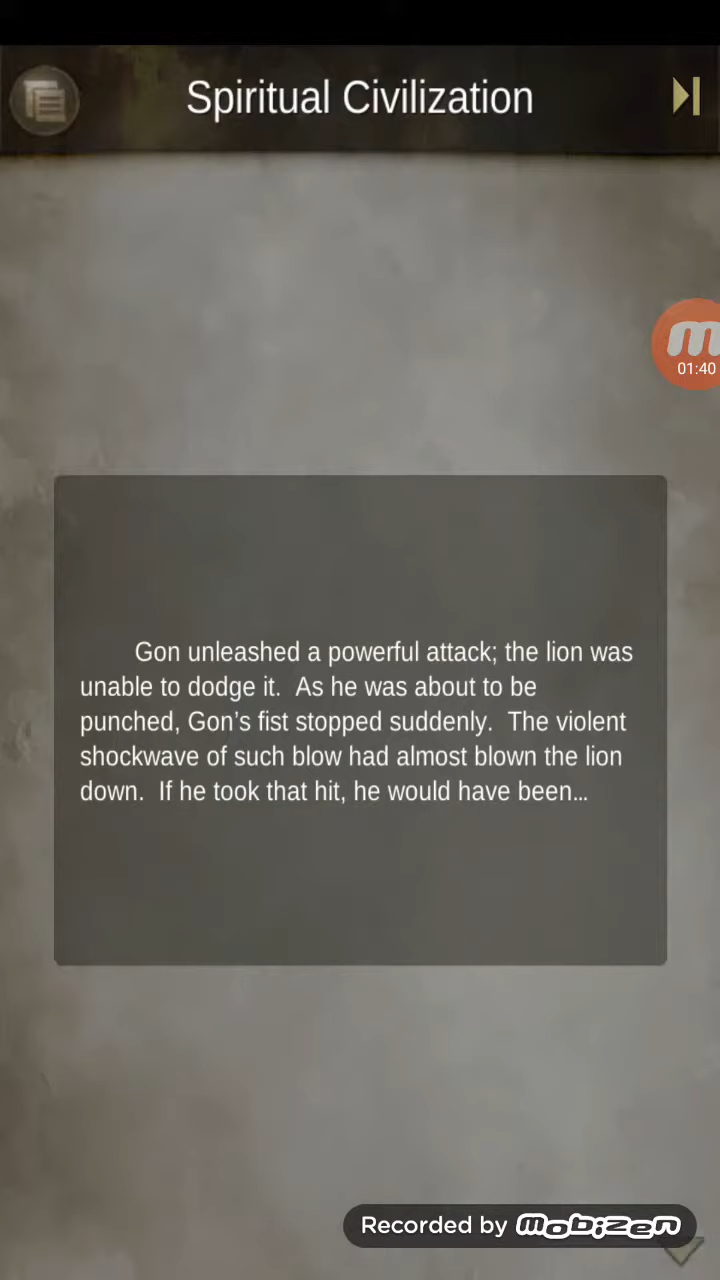 Spiritual Civilization
01:40
Gon unleashed a powerful attack; the lion was
unable to dodge it.  As he was about to be
punched, Gon's fist stopped suddenly.  The violent
shockwave of such blow had almost blown the lion
down.  If he took that hit, he would have been...
Recorded by mobizen